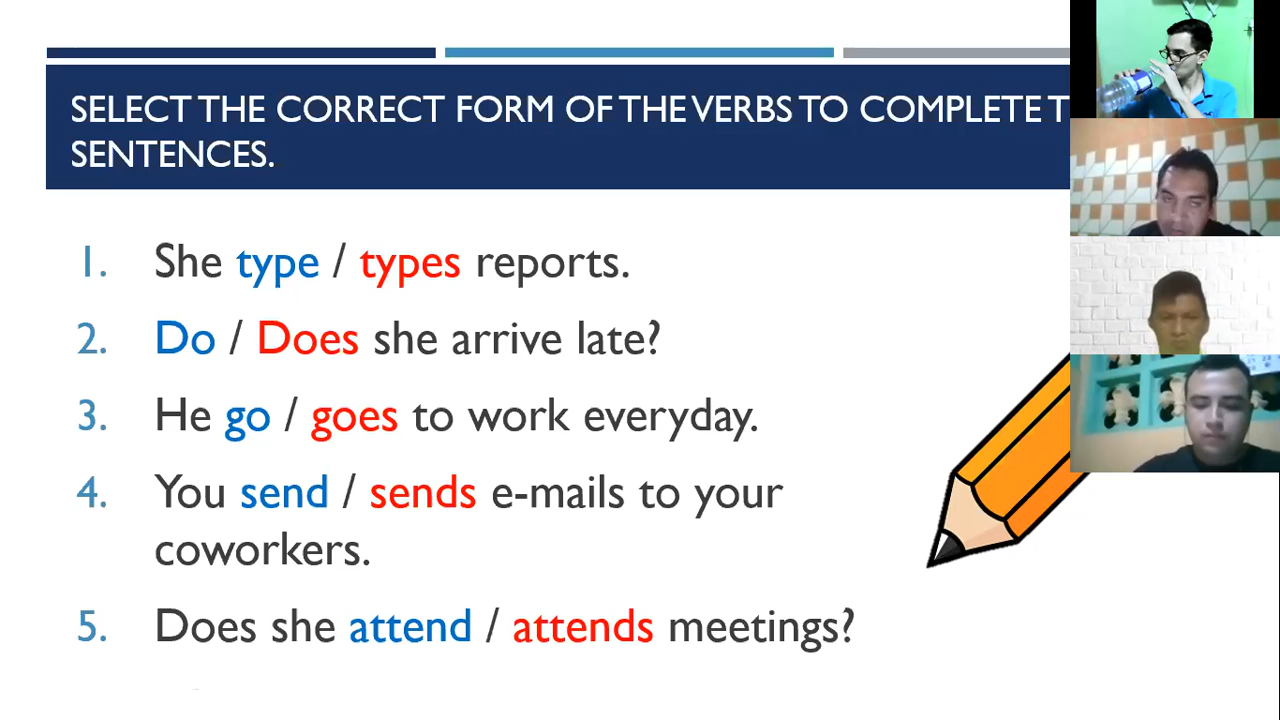 SELECT THE CORRECT FORM OF THE VERBS TO COMPLETE
SENTENCES.
1. She type / types reports.
2. Do / Does she arrive late?
3. He go / goes to work everyday.
4. You send / sends e-mails to your
coworkers.
5. Does she attend / attends meetings?